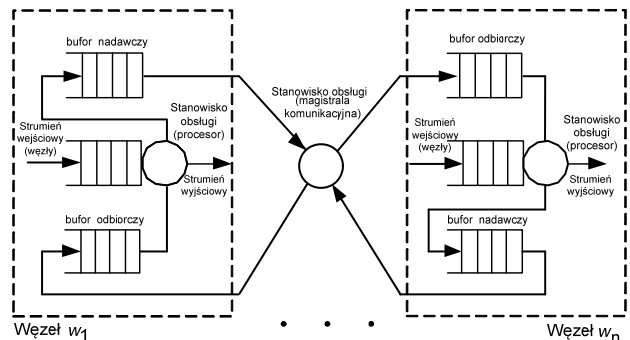 bufor nadawczy
Stanowisko
obsługi
(procesor)
Strumień
wejściowy
(węzły)
Strumień
wyjściowy
bufor odbiorczy
Węzeł w1
Stanowisko obsługi
(magistrala
komunikacyjna)
. . .
bufor odbiorczy
Stanowisko
obsługi
(procesor)
Strumień
wejściowy
(węzły)
Strumień
wyjściowy
bufor nadawczy
Węzeł wn